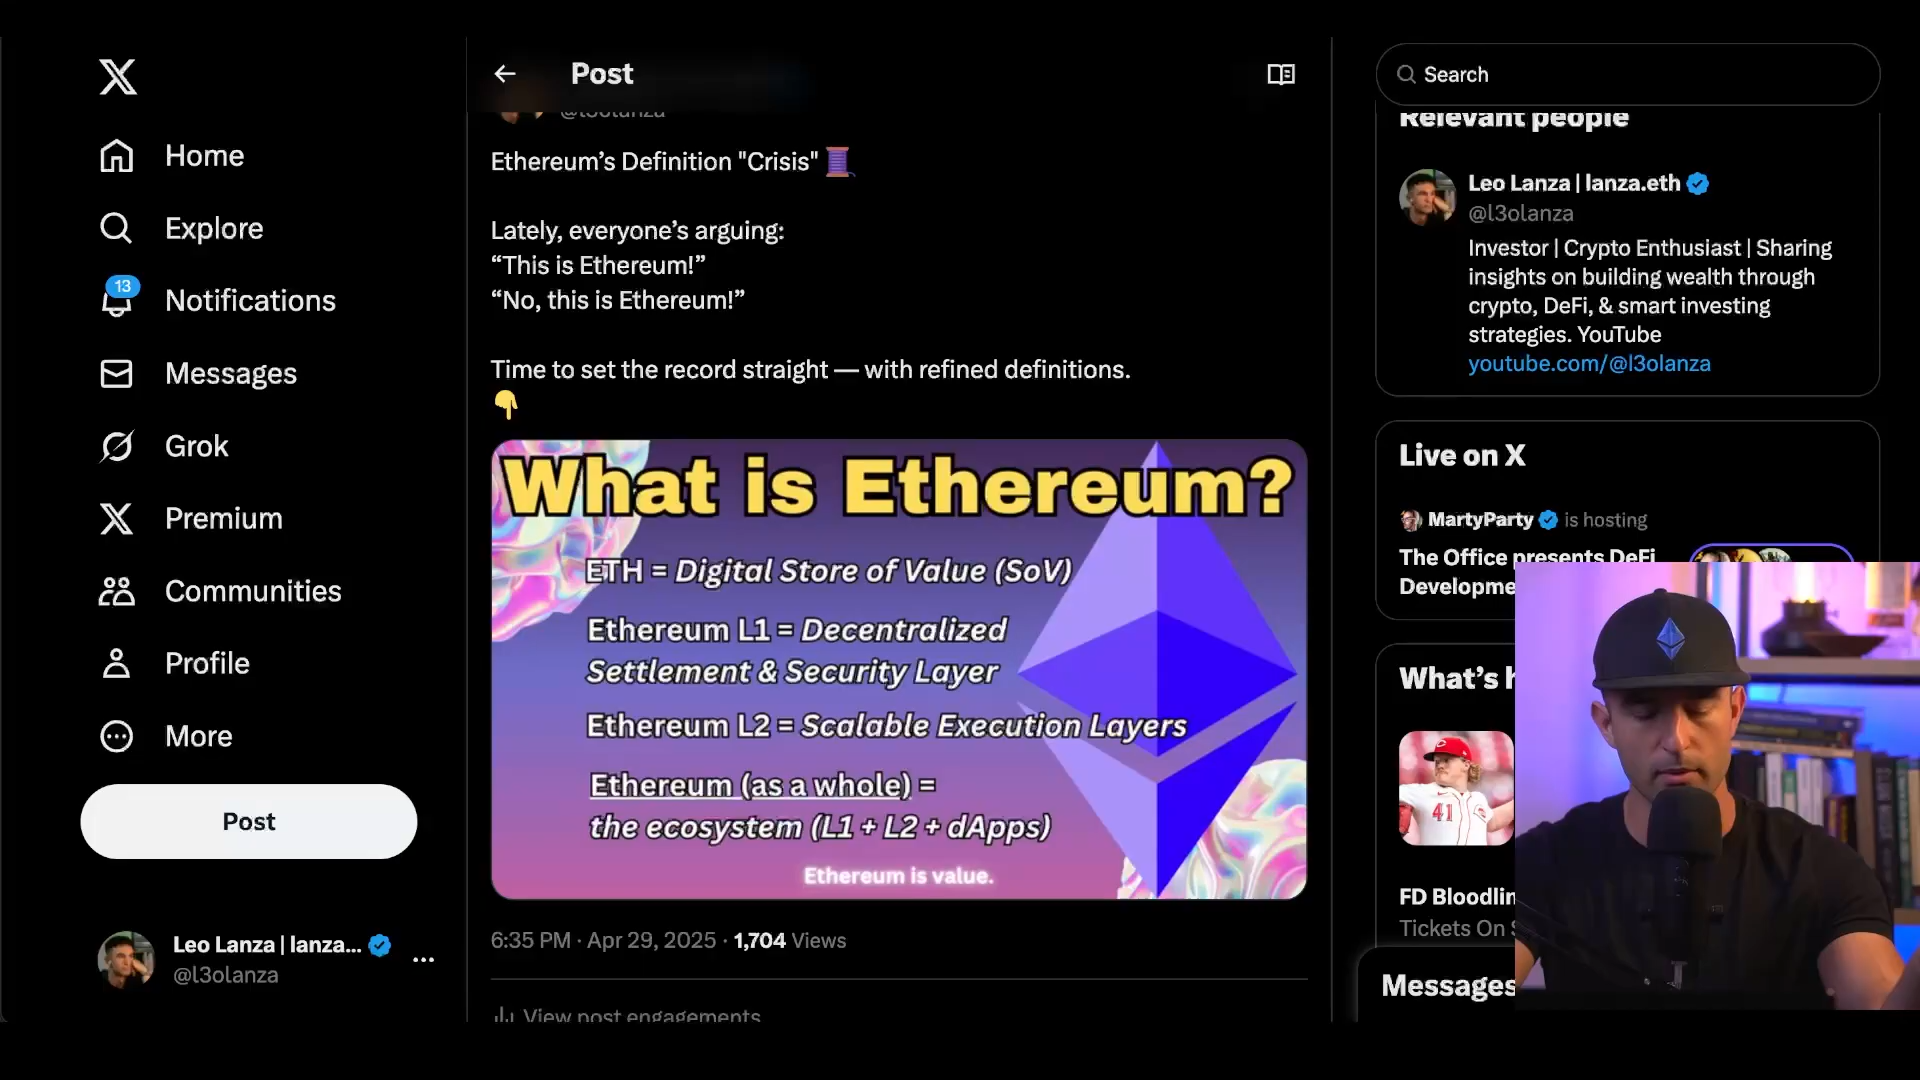 Home
Explore
13
Notifications
Messages
Grok
Premium
Communities
Profile
More
Post
Leo Lanza | lanza...
@l3olanza
Post
@l3olanza
Ethereum’s Definition "Crisis"
Lately, everyone’s arguing:
“This is Ethereum!”
“No, this is Ethereum!”
Time to set the record straight — with refined definitions.
What is Ethereum?
ETH = Digital Store of Value (SoV)
Ethereum L1 = Decentralized
Settlement & Security Layer
Ethereum L2 = Scalable Execution Layers
Ethereum (as a whole) =
the ecosystem (L1 + L2 + dApps)
Ethereum is value.
6:35 PM · Apr 29, 2025 · 1,704 Views
View post engagements
Search
Relevant people
Leo Lanza | lanza.eth
@l3olanza
Investor | Crypto Enthusiast | Sharing
insights on building wealth through
crypto, DeFi, & smart investing
strategies. YouTube
youtube.com/@l3olanza
Live on X
MartyParty is hosting
The Office presents DeFi
Developme
What’s h
41
FD Bloodlin
Tickets On S
Messages